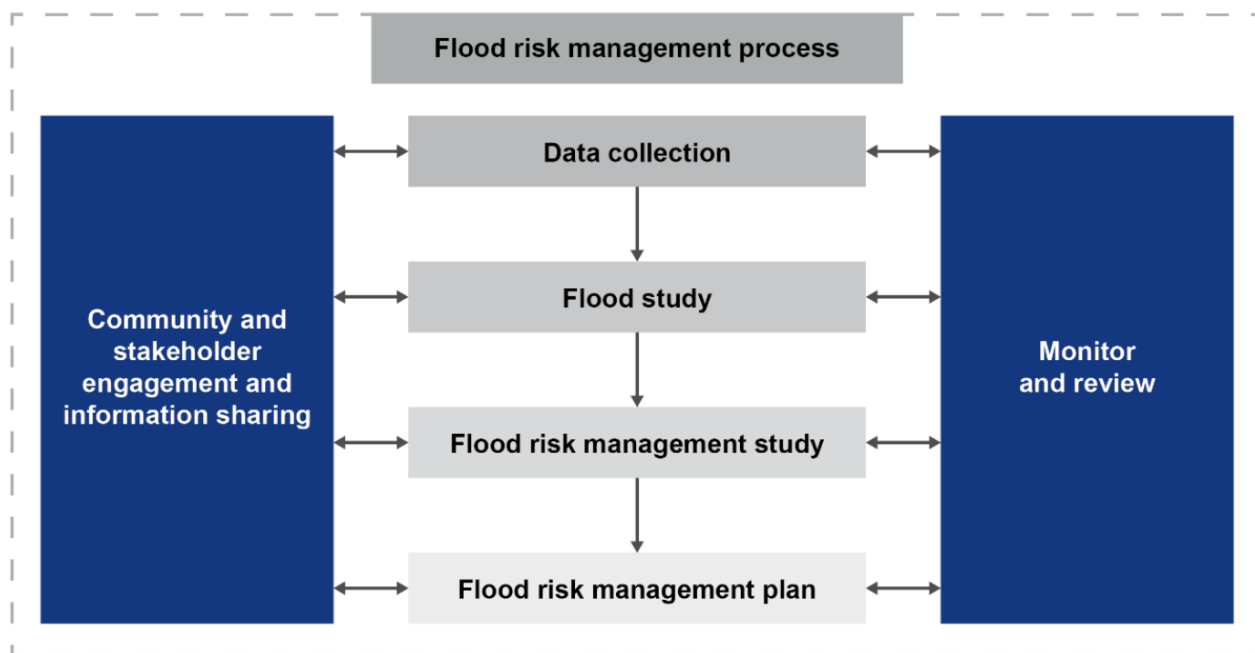 Flood risk management process
Data collection
Flood study
Community and
stakeholder
engagement and
information sharing
Monitor
and review
Flood risk management study
Flood risk management plan